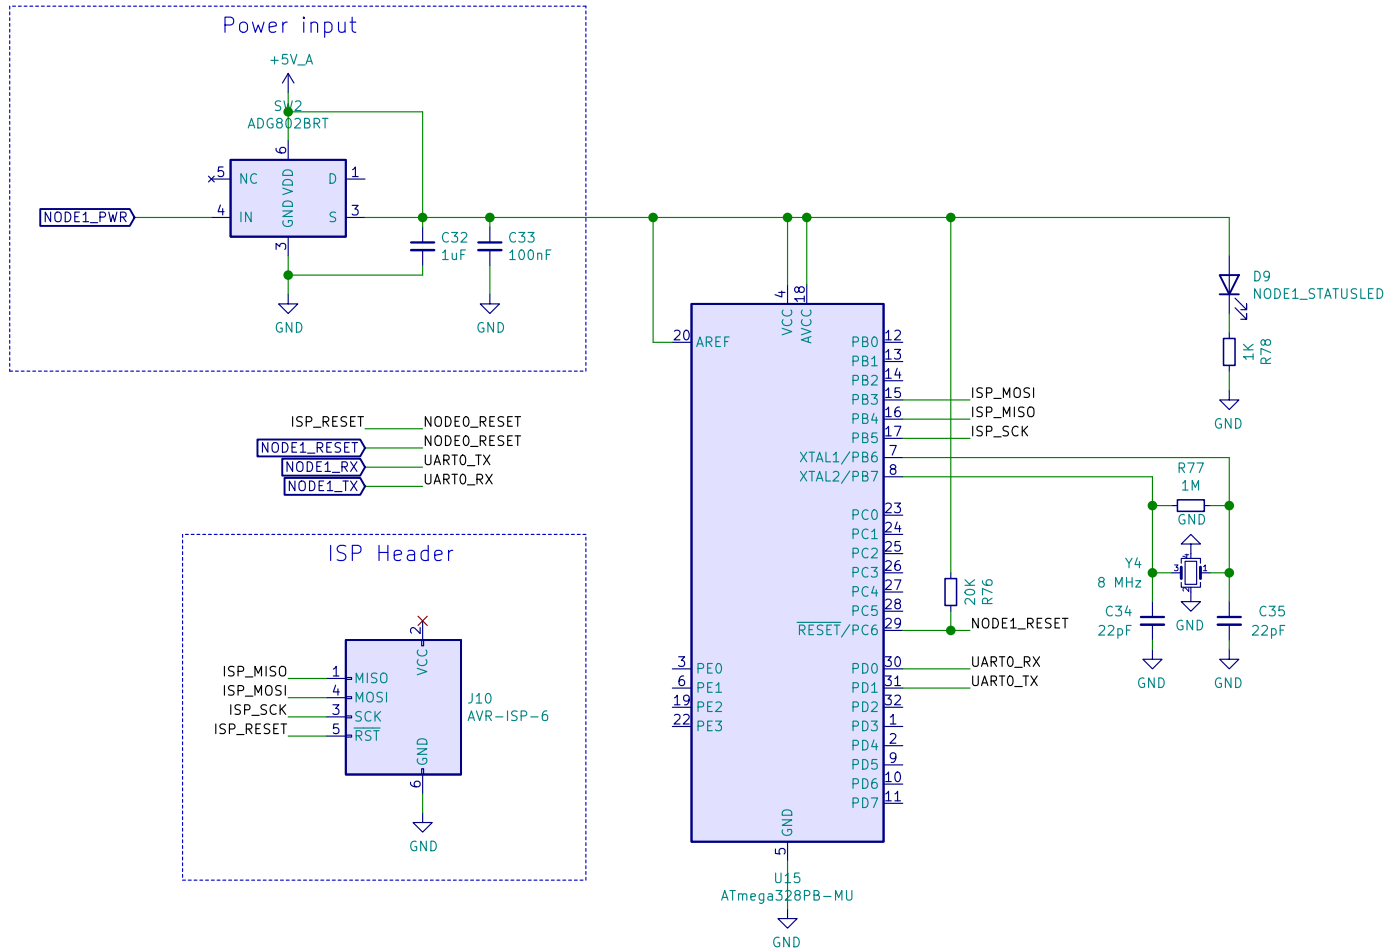 Power input
+5V_A
SW2
ADG802BRT
6
5
NC
VDD
D
1
NODE1_PWR
4
IN
GND
S
3
3
GND
C32
1uF
C33
100nF
GND
ISP_RESET
NODE0_RESET
NODE1_RESET
NODE0_RESET
NODE1_RX
UART0_TX
NODE1_TX
UART0_RX
ISP Header
2
VCC
ISP_MISO
1
MISO
ISP_MOSI
4
MOSI
ISP_SCK
3
SCK
ISP_RESET
5
RST
GND
6
GND
J10
AVR-ISP-6
4
VCC
18
AVCC
20
AREF
PB0
12
PB1
13
PB2
14
PB3
15
ISP_MOSI
PB4
16
ISP_MISO
PB5
17
ISP_SCK
XTAL1/PB6
7
XTAL2/PB7
8
PC0
23
PC1
24
PC2
25
PC3
26
PC4
27
PC5
28
RESET/PC6
29
NODE1_RESET
3
PE0
6
PE1
19
PE2
22
PE3
PD0
30
UART0_RX
PD1
31
UART0_TX
PD2
32
PD3
1
PD4
2
PD5
9
PD6
10
PD7
11
GND
5
U15
ATmega328PB-MU
GND
20K
R76
D9
NODE1_STATUSLED
1K
R78
GND
R77
1M
GND
4
Y4
8 MHz
3
1
2
GND
C34
22pF
GND
C35
22pF
GND